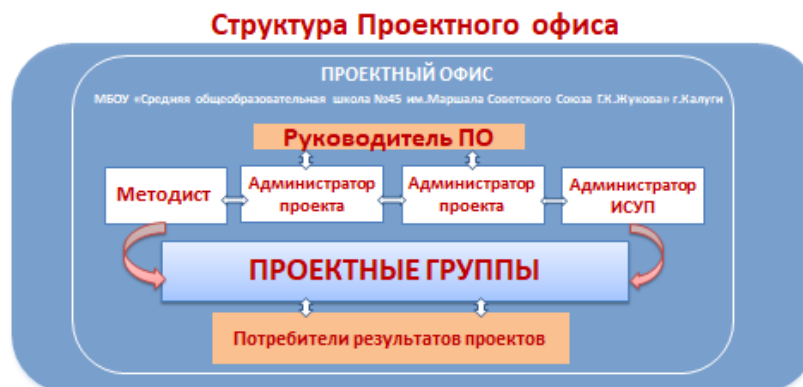 Структура Проектного офиса
ПРОЕКТНЫЙ ОФИС
МБОУ «Средняя общеобразовательная школа №45 им.Маршала Советского Союза Г.К.Жукова» г.Калуги
Руководитель ПО
Методист
Администратор
проекта
Администратор
проекта
Администратор
ИСУП
ПРОЕКТНЫЕ ГРУППЫ
Потребители результатов проектов